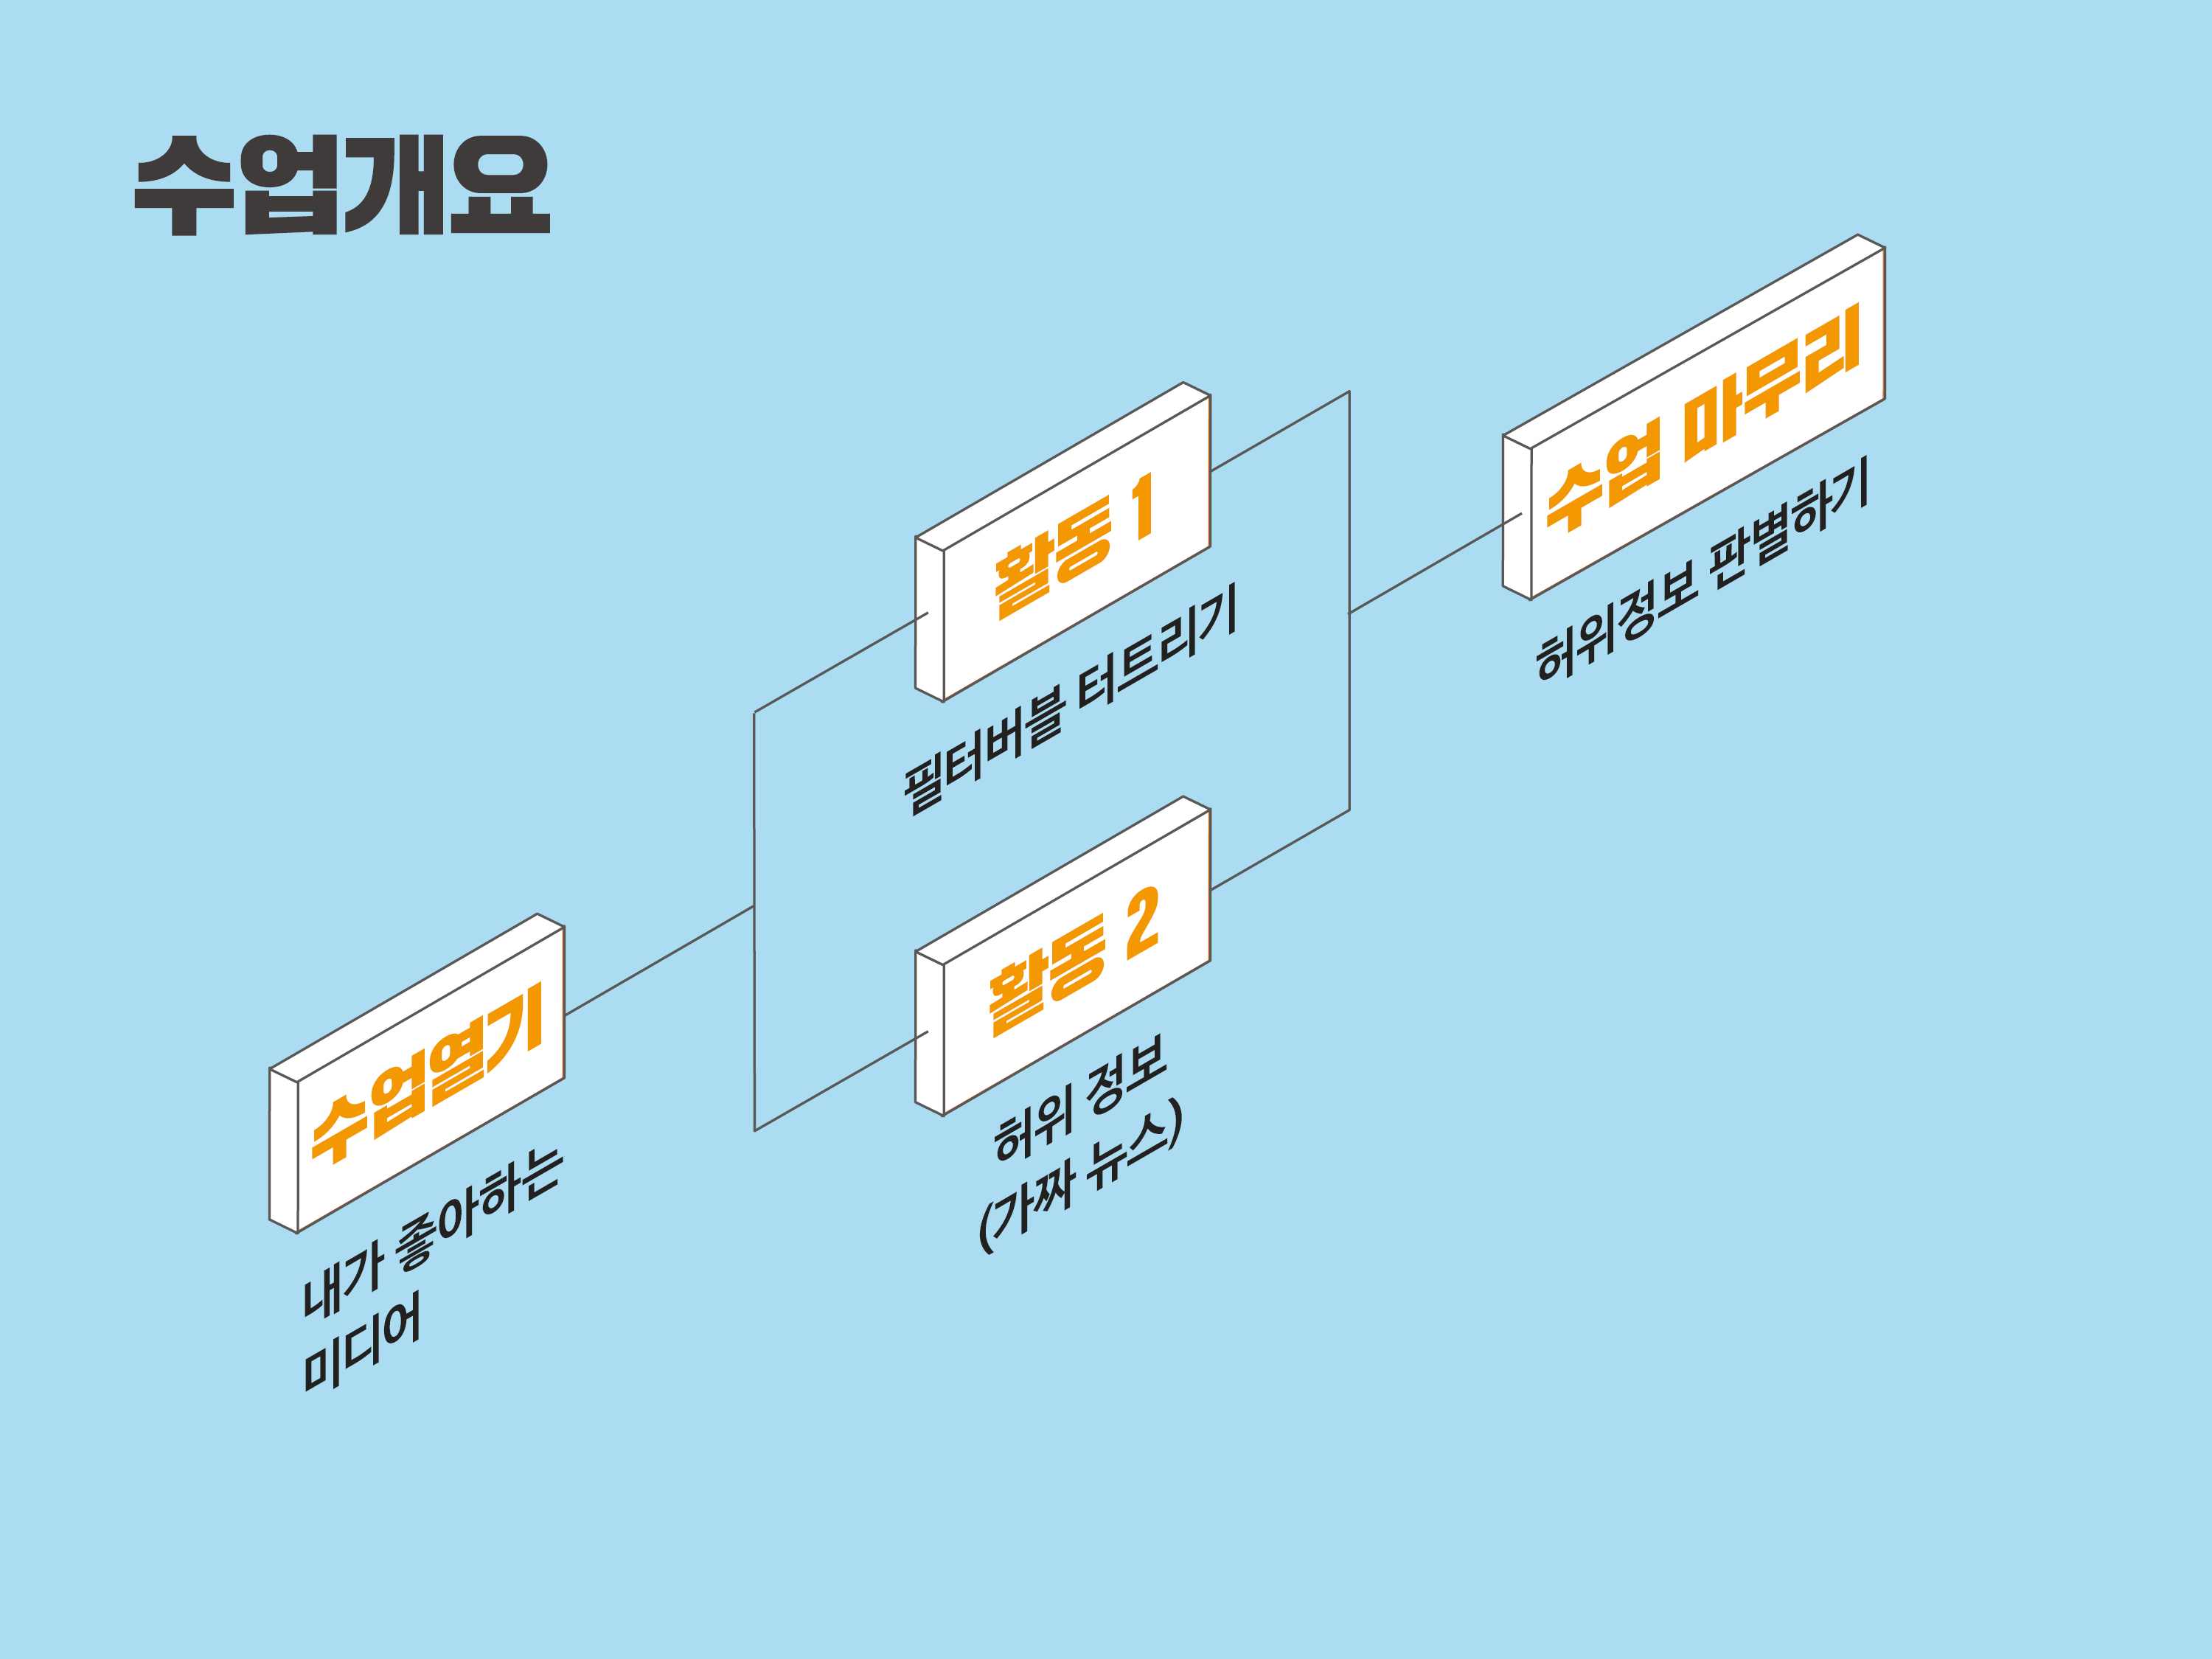 수업개요
수업열기
내가 좋아하는
미디어
활동 1
필터버블 터트리기
활동 2
허위 정보
(가짜 뉴스)
수업 마무리
허위정보 판별하기